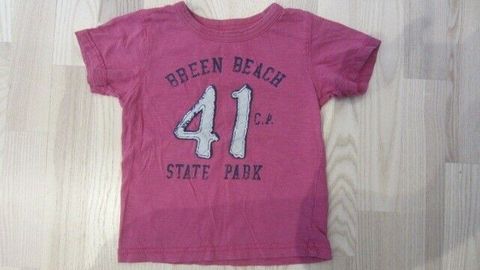 BREEN BEACH
41 C.P.
STATE PARK